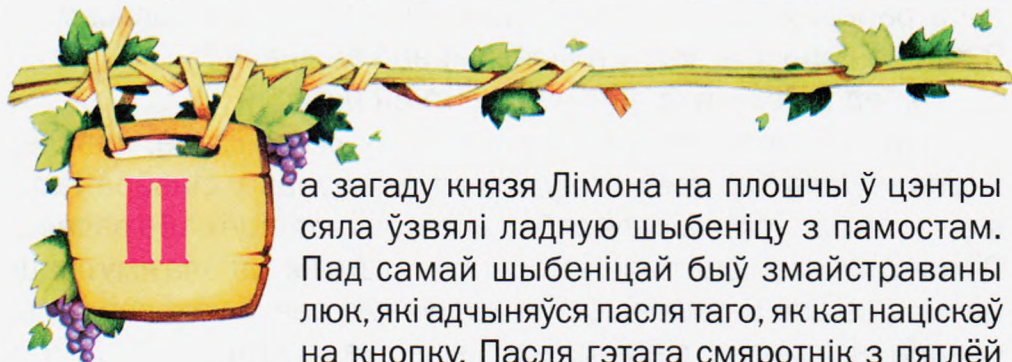 Па загаду князя Лімона на плошчы ў цэнтры
сяла ўзвялі ладную шыбеніцу з памостам.
Пад самай шыбеніцай быў змайстраваны
люк, які адчыняўся пасля таго, як кат націскаў
на кнопку. Пасля гэтага смяротнік з пятлёй